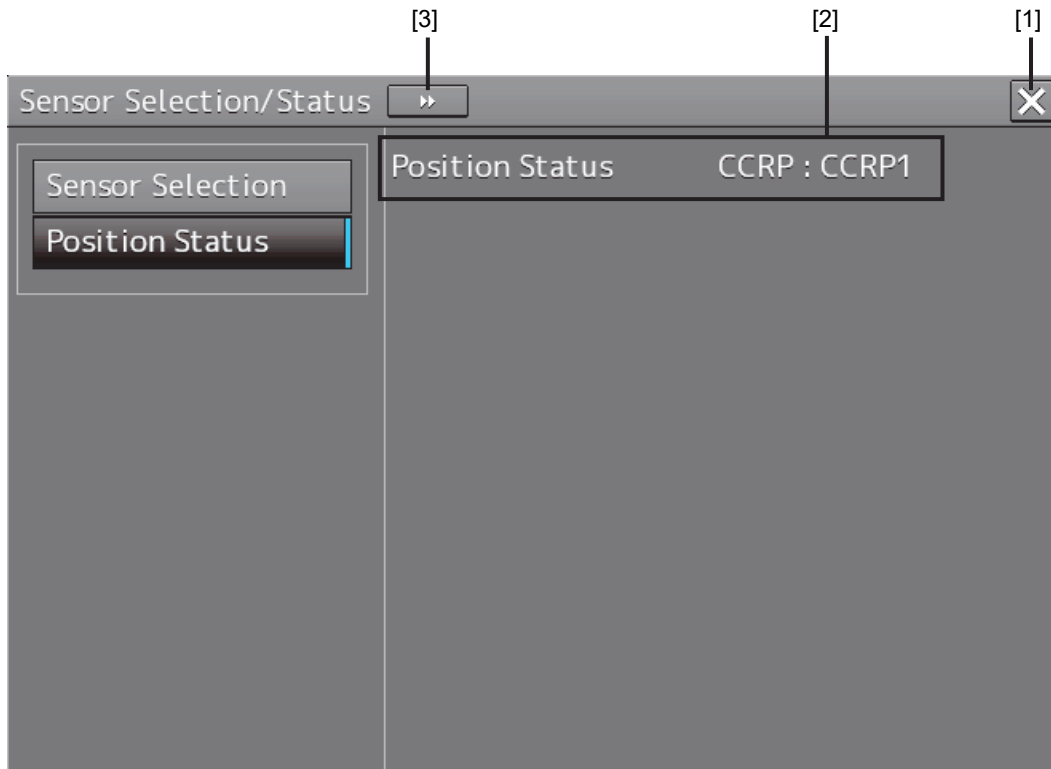 [3] [2] [1]
Sensor Selection/Status
Sensor Selection
Position Status
Position Status CCRP : CCRP1